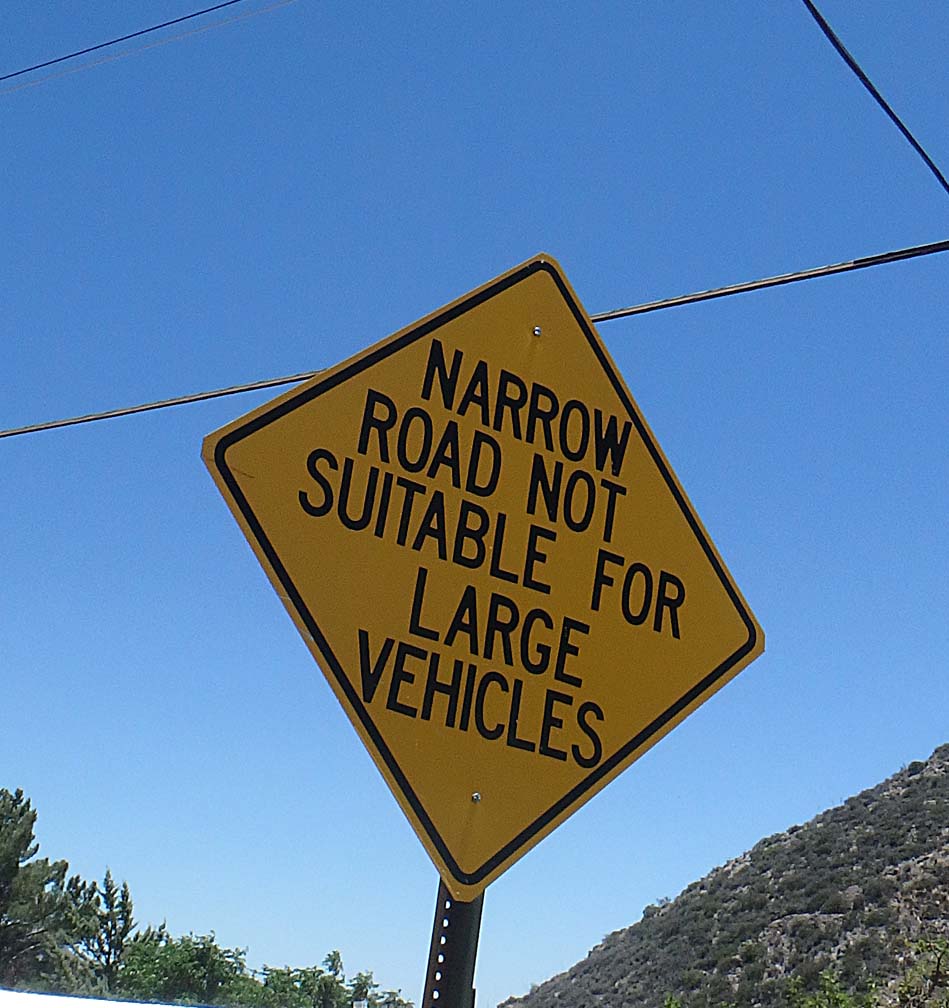 NARROW
ROAD NOT
SUITABLE FOR
LARGE
VEHICLES